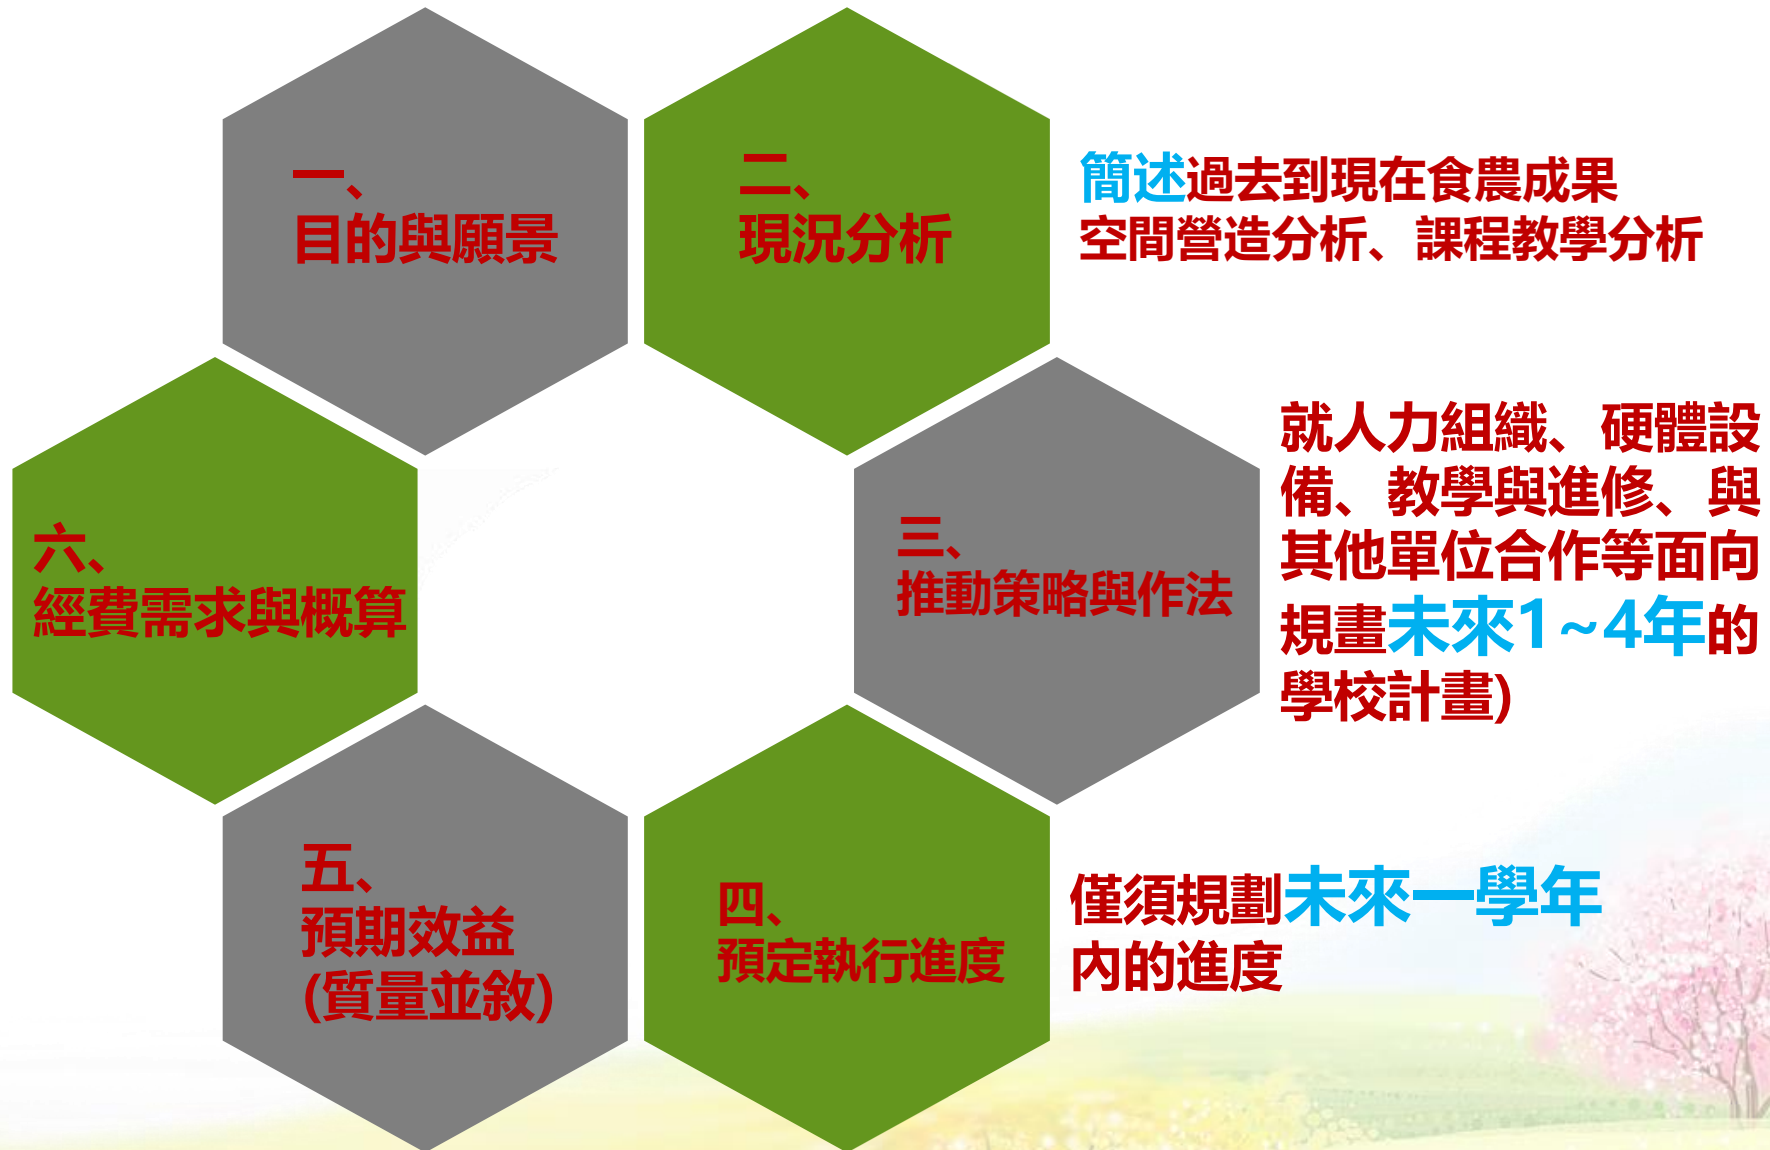 一、
目的與願景
二、
現況分析
簡述過去到現在食農成果
空間營造分析、課程教學分析
三、
推動策略與作法
就人力組織、硬體設
備、教學與進修、與
其他單位合作等面向
規畫未來1~4年的
學校計畫)
四、
預定執行進度
僅須規劃未來一學年
內的進度
五、
預期效益
(質量並敘)
六、
經費需求與概算